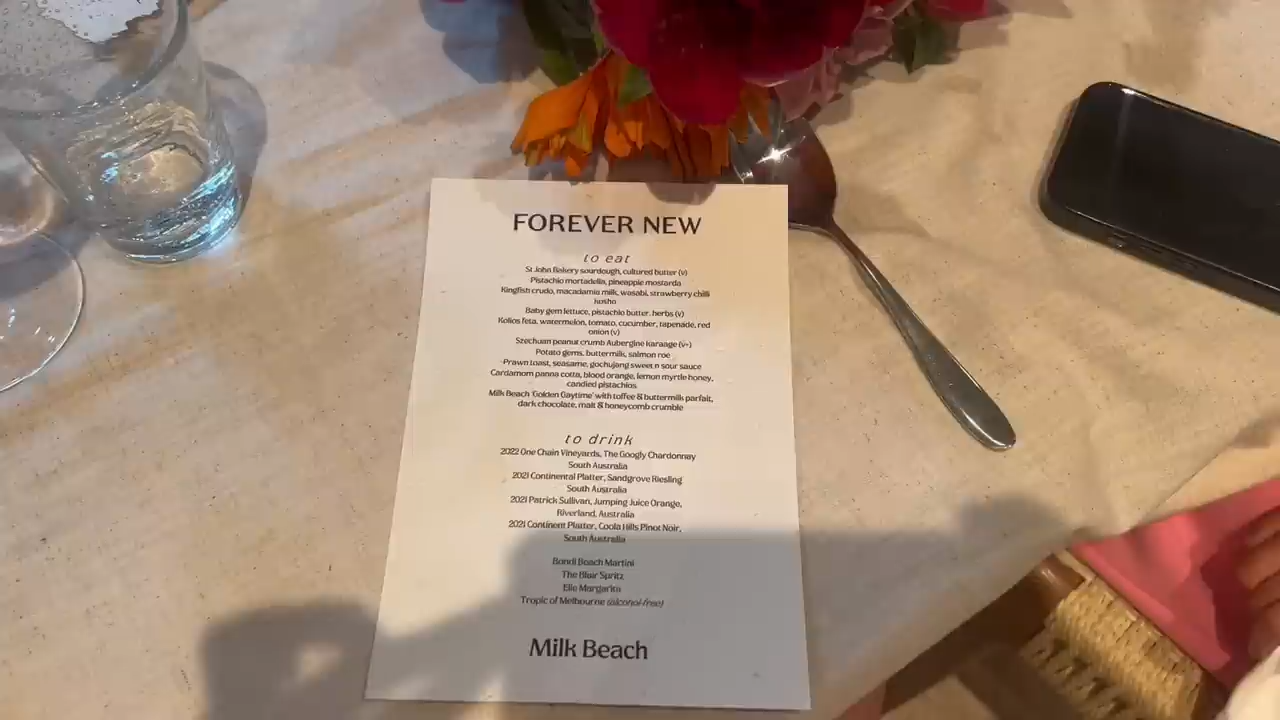 FOREVER NEW
to eat
St John Bakery sourdough, cultured butter (v)
Pistachio mortadella, pineapple mostarda
Kingfish crudo, macadamia milk, wasabi, strawberry chilli
kosho
Baby gem lettuce, pistachio butter, herbs (v)
Kolios feta, watermelon, tomato, cucumber, tapenade, red
onion (v)
Szechuan peanut crumb Aubergine karaage (v+)
Potato gems, buttermilk, salmon roe
Prawn toast, seasame, gochujang sweet n sour sauce
Cardamom panna cotta, blood orange, lemon myrtle honey,
candied pistachios
Milk Beach 'Golden Gaytime' with toffee & buttermilk parfait,
dark chocolate, malt & honeycomb crumble
to drink
2022 One Chain Vineyards, The Googly Chardonnay
South Australia
2021 Continental Platter, Sandgrove Riesling
South Australia
2021 Patrick Sullivan, Jumping Juice Orange,
Riverland, Australia
2021 Continent Platter, Coola Hills Pinot Noir,
South Australia
Bondi Beach Martini
The Blair Spritz
Elle Margarita
Tropic of Melbourne (alcohol-free)
Milk Beach